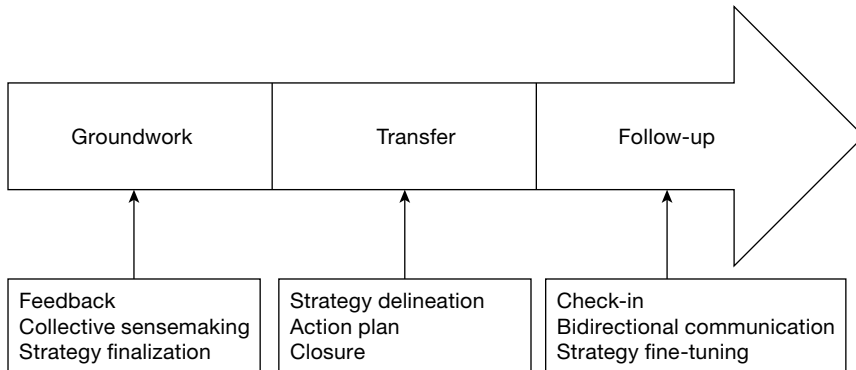 Groundwork
Transfer
Follow-up
Feedback
Collective sensemaking
Strategy finalization
Strategy delineation
Action plan
Closure
Check-in
Bidirectional communication
Strategy fine-tuning